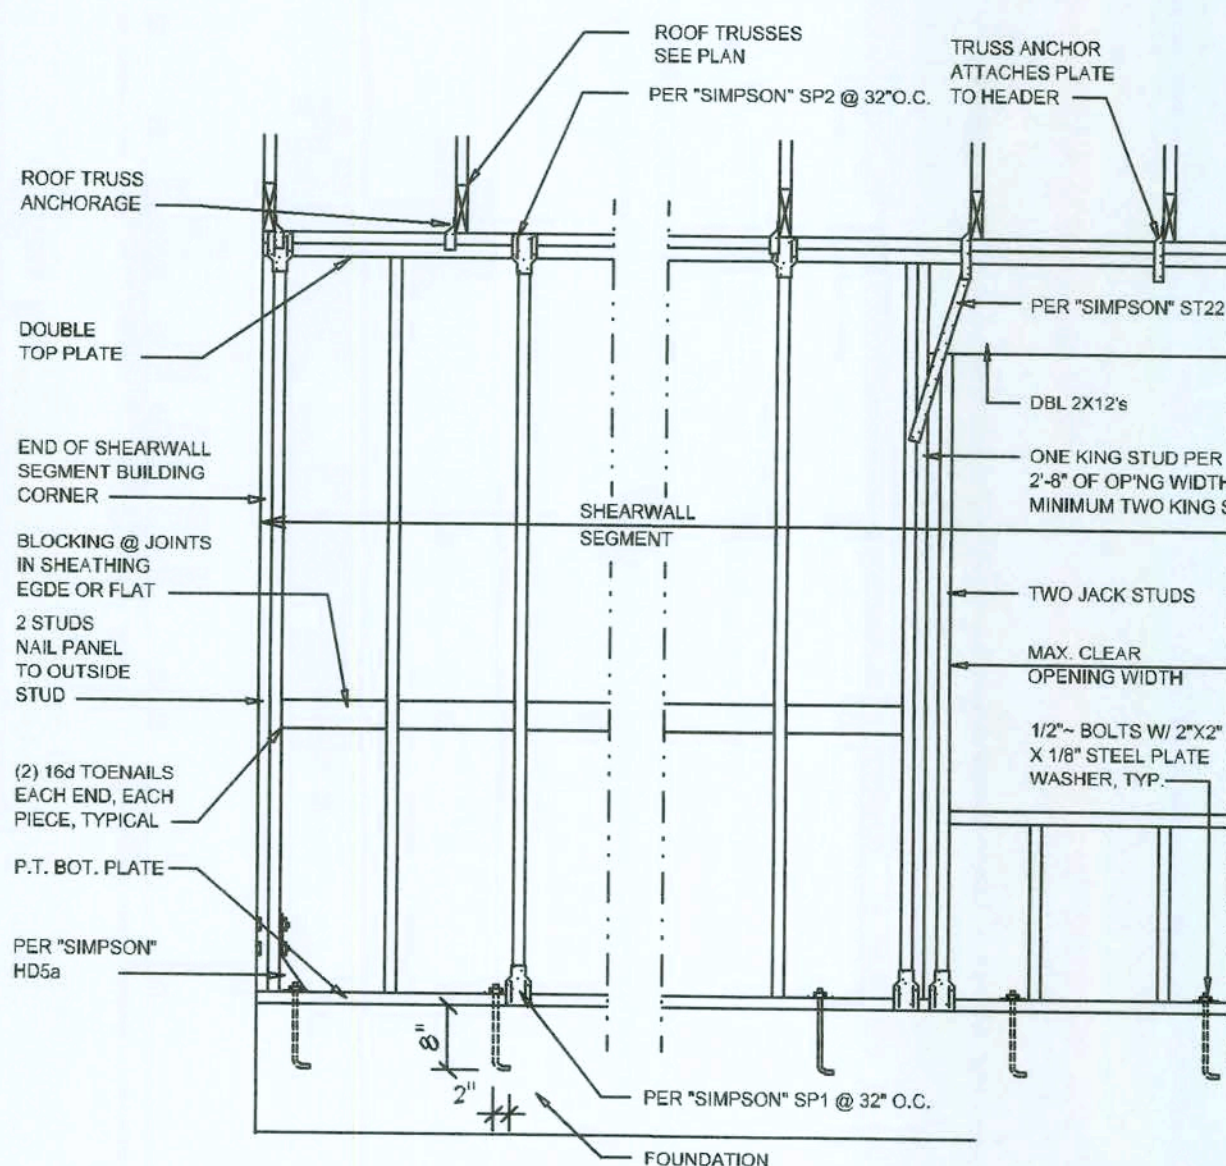 ROOF TRUSSES
SEE PLAN
PER "SIMPSON" SP2 @ 32"O.C.
TRUSS ANCHOR
ATTACHES PLATE
TO HEADER
ROOF TRUSS
ANCHORAGE
DOUBLE
TOP PLATE
PER "SIMPSON" ST22
DBL 2X12's
END OF SHEARWALL
SEGMENT BUILDING
CORNER
ONE KING STUD PER
2'-8" OF OP'NG WIDTH
MINIMUM TWO KING S
SHEARWALL
SEGMENT
BLOCKING @ JOINTS
IN SHEATHING
EGDE OR FLAT
2 STUDS
NAIL PANEL
TO OUTSIDE
STUD
TWO JACK STUDS
MAX. CLEAR
OPENING WIDTH
1/2"~ BOLTS W/ 2"X2"
X 1/8" STEEL PLATE
WASHER, TYP.
(2) 16d TOENAILS
EACH END, EACH
PIECE, TYPICAL
P.T. BOT. PLATE
PER "SIMPSON"
HD5a
8"
2"
PER "SIMPSON" SP1 @ 32" O.C.
FOUNDATION